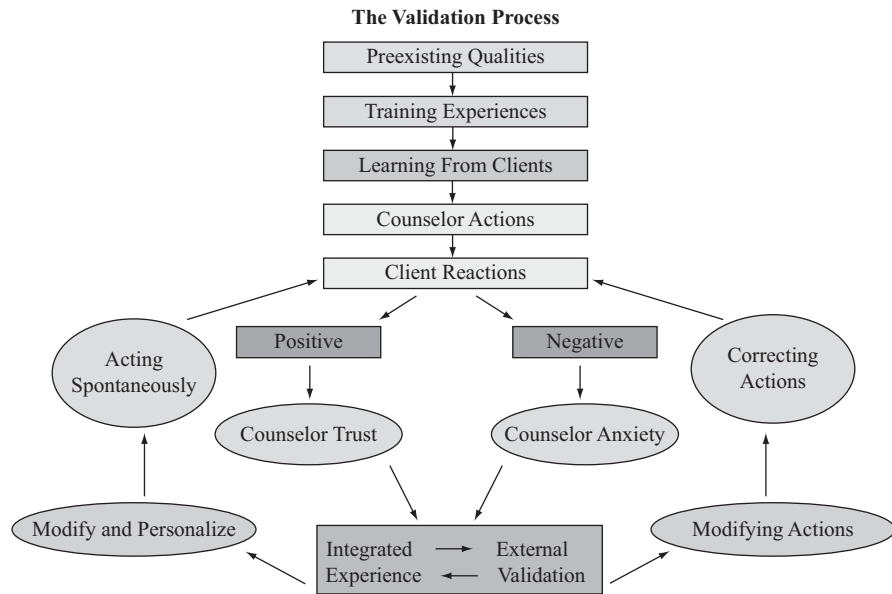 The Validation Process
Preexisting Qualities
Training Experiences
Learning From Clients
Counselor Actions
Client Reactions
Positive
Negative
Acting
Spontaneously
Correcting
Actions
Counselor Trust
Counselor Anxiety
Modify and Personalize
Modifying Actions
Integrated External
Experience Validation